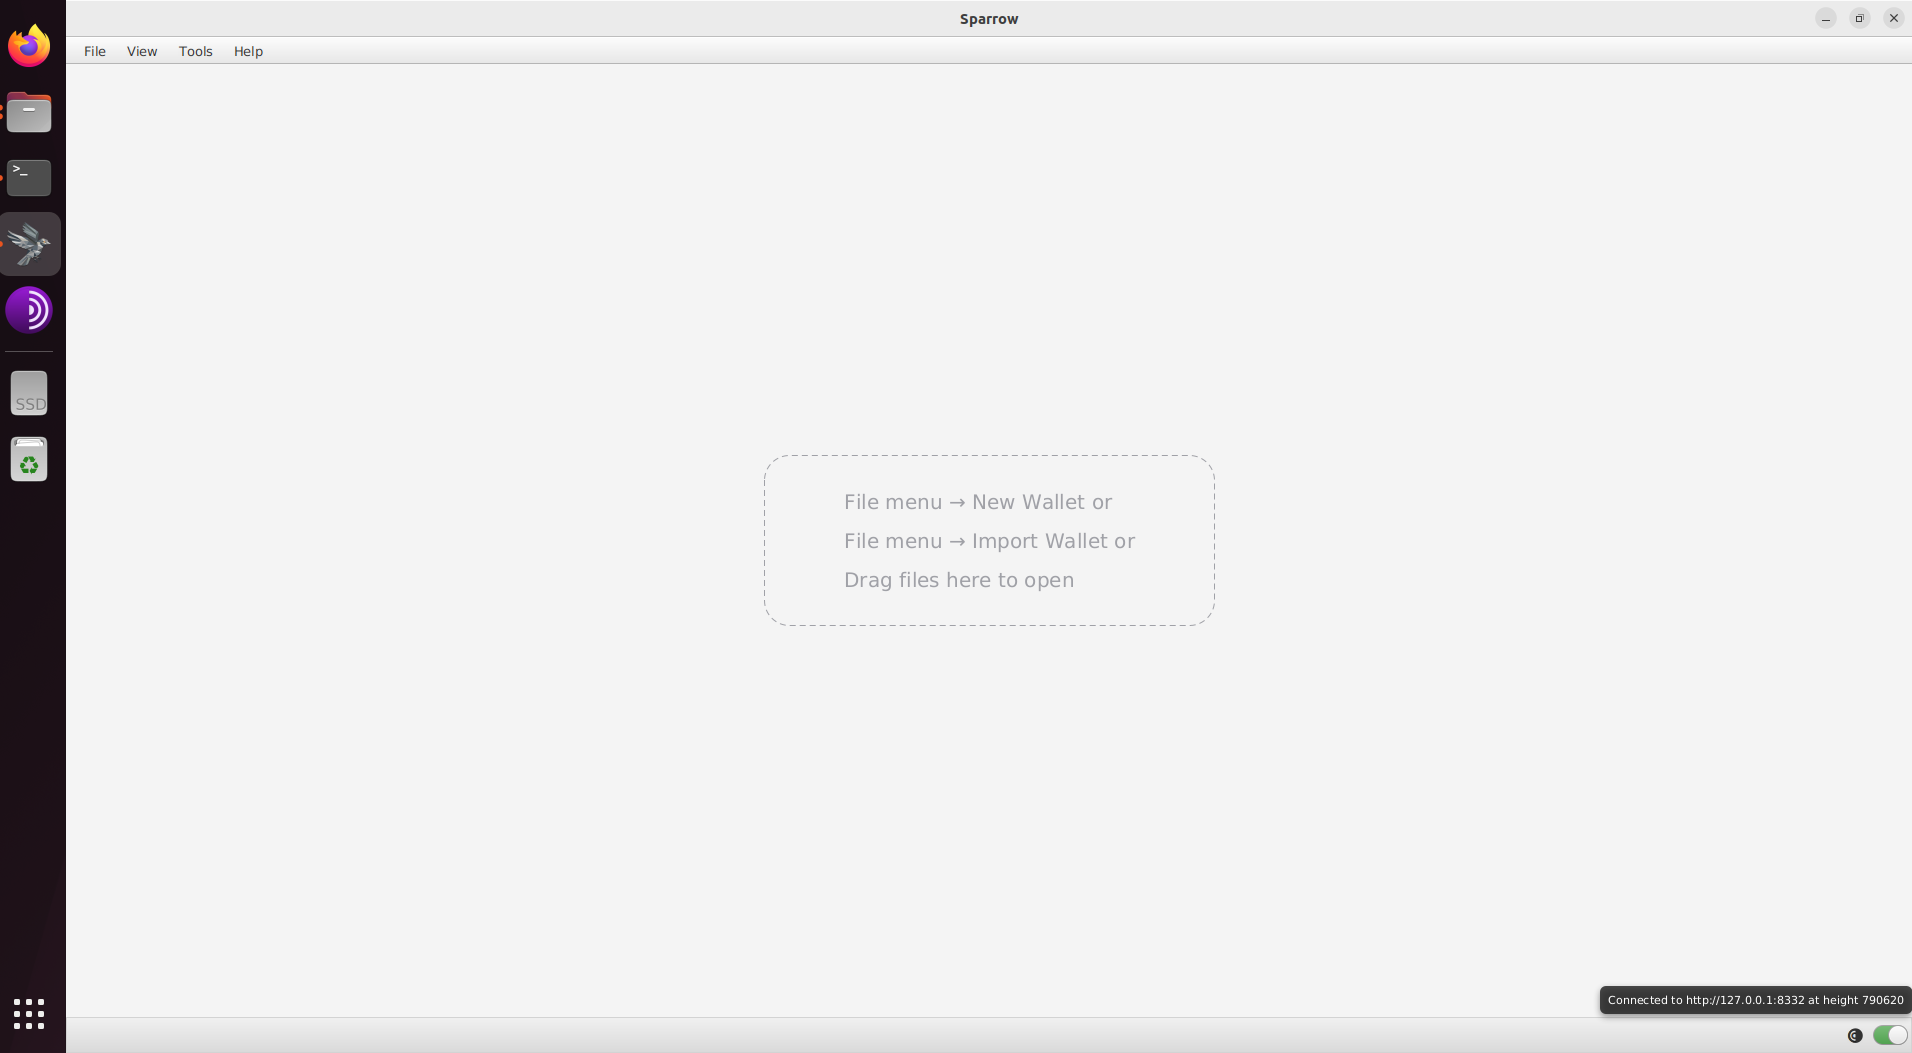 Sparrow
File View Tools Help
>_
SSD
File menu → New Wallet or
File menu → Import Wallet or
Drag files here to open
Connected to http://127.0.0.1:8332 at height 790620